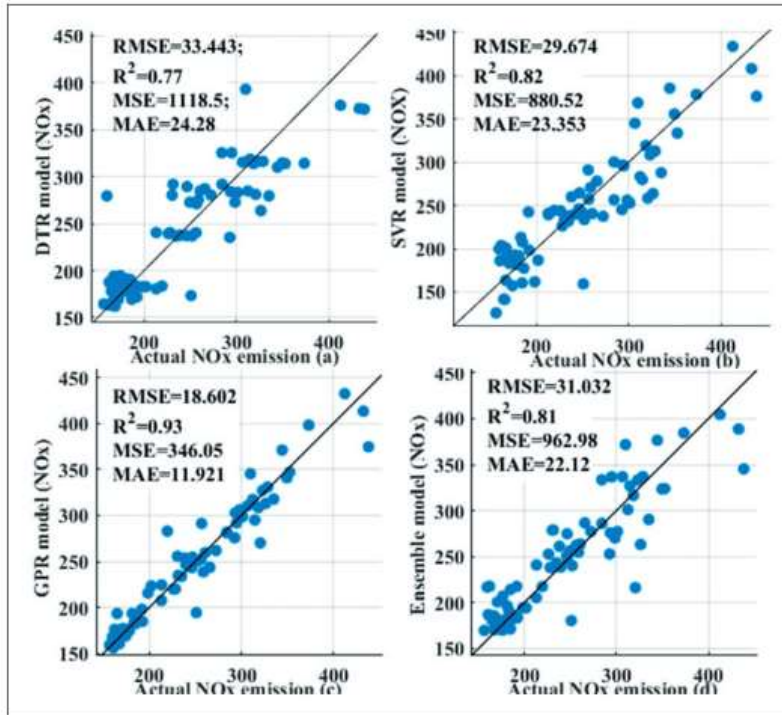 450
400
350
300
250
200
150
DTR model (NOx)
RMSE=33.443;
R²=0.77
MSE=1118.5;
MAE=24.28
200
300
400
Actual NOx emission (a)
450
400
350
300
250
200
150
SVR model (NOX)
RMSE=29.674
R²=0.82
MSE=880.52
MAE=23.353
200
300
400
Actual NOx emission (b)
450
400
350
300
250
200
150
GPR model (NOx)
RMSE=18.602
R²=0.93
MSE=346.05
MAE=11.921
200
300
400
Actual NOx emission (c)
450
400
350
300
250
200
150
Ensemble model (NOx)
RMSE=31.032
R²=0.81
MSE=962.98
MAE=22.12
200
300
400
Actual NOx emission (d)